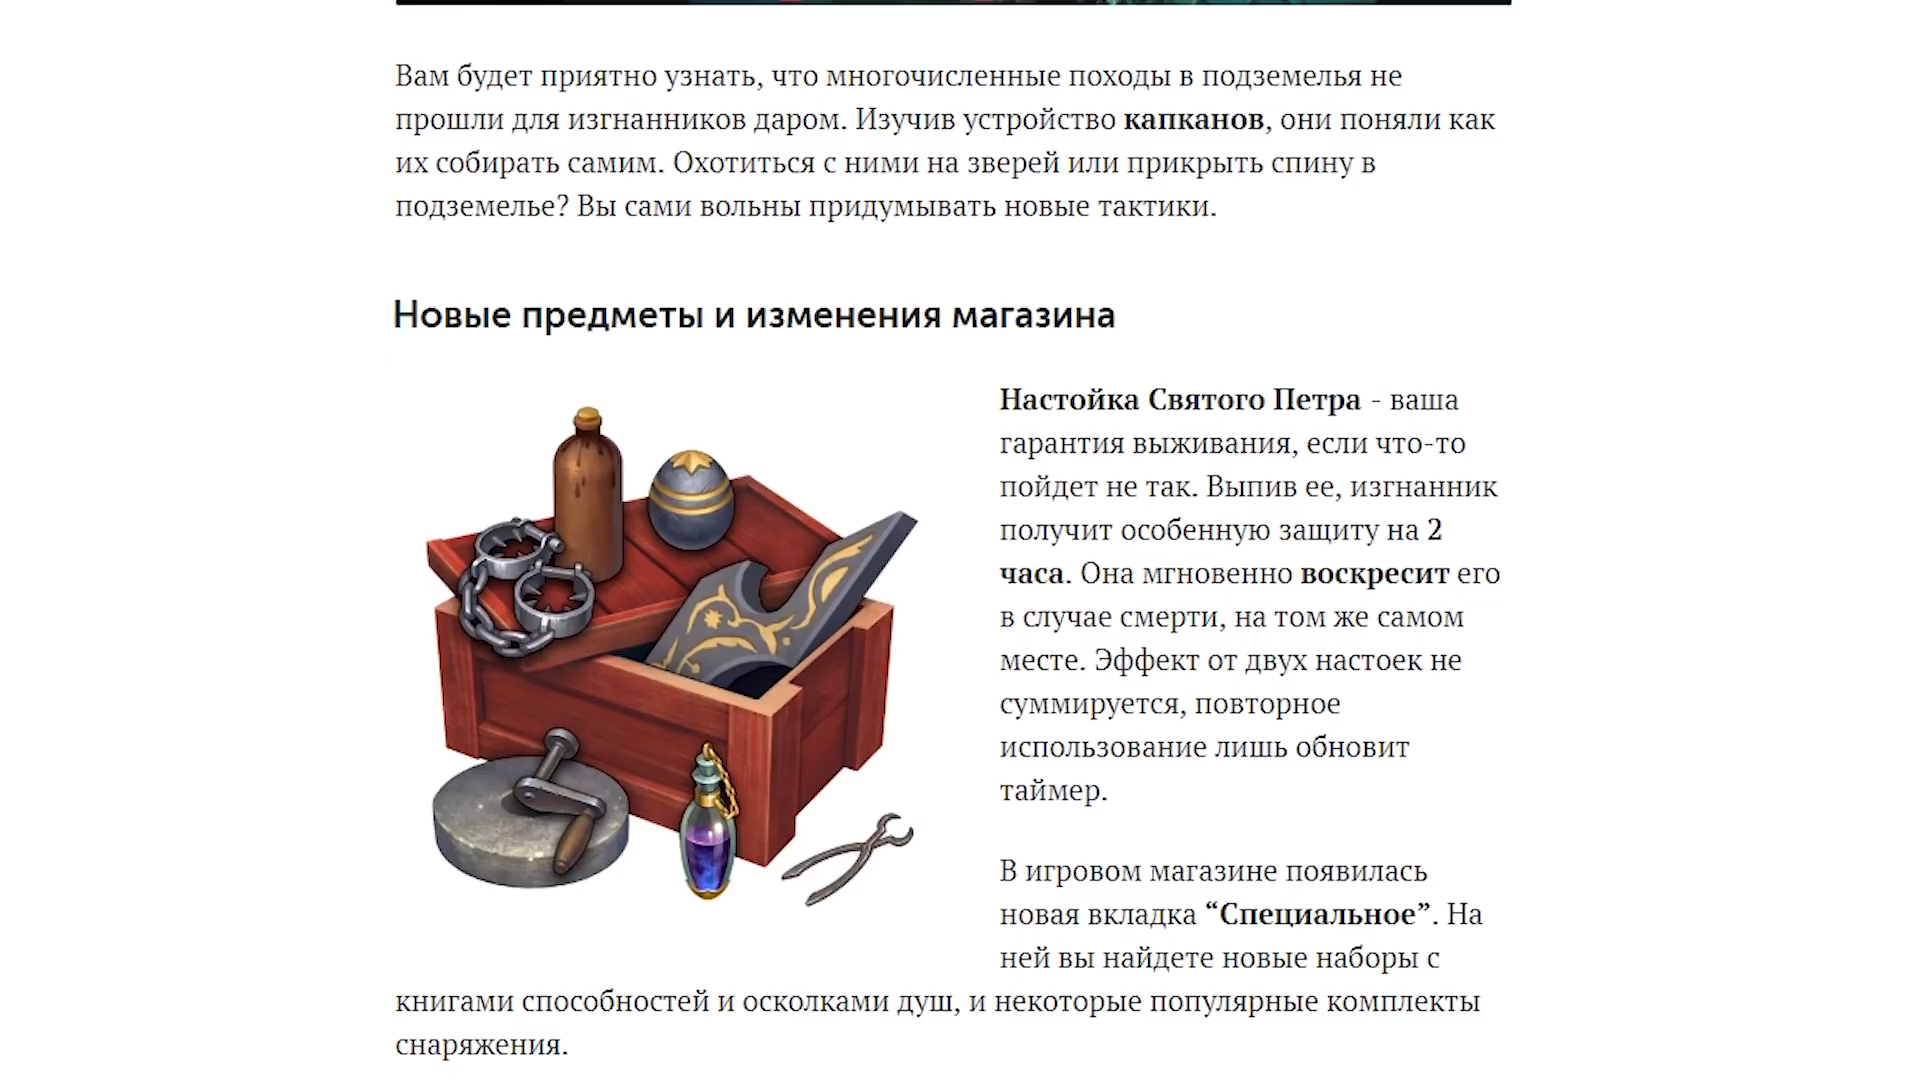 Вам будет приятно узнать, что многочисленные походы в подземелья не
прошли для изгнанников даром. Изучив устройство капканов, они поняли как
их собирать самим. Охотиться с ними на зверей или прикрыть спину в
подземелье? Вы сами вольны придумывать новые тактики.
Новые предметы и изменения магазина
Настойка Святого Петра - ваша
гарантия выживания, если что-то
пойдет не так. Выпив ее, изгнанник
получит особенную защиту на 2
часа. Она мгновенно воскресит его
в случае смерти, на том же самом
месте. Эффект от двух настоек не
суммируется, повторное
использование лишь обновит
таймер.
В игровом магазине появилась
новая вкладка “Специальное”. На
ней вы найдете новые наборы с
книгами способностей и осколками душ, и некоторые популярные комплекты
снаряжения.